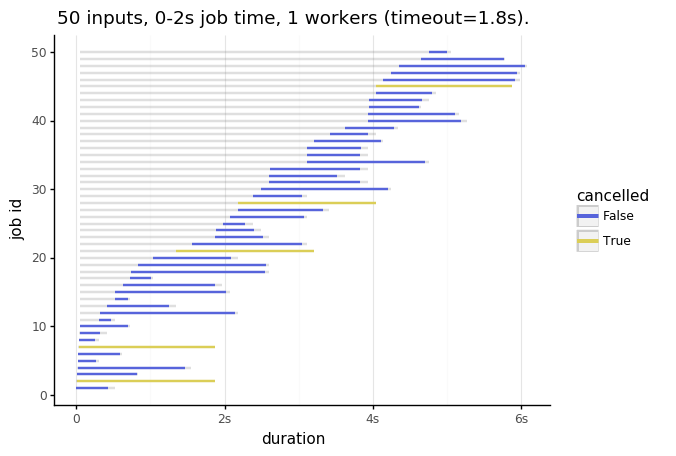 50 inputs, 0-2s job time, 1 workers (timeout=1.8s).
50
40
30
20
10
0
job id
0
2s
4s
6s
duration
cancelled
False
True